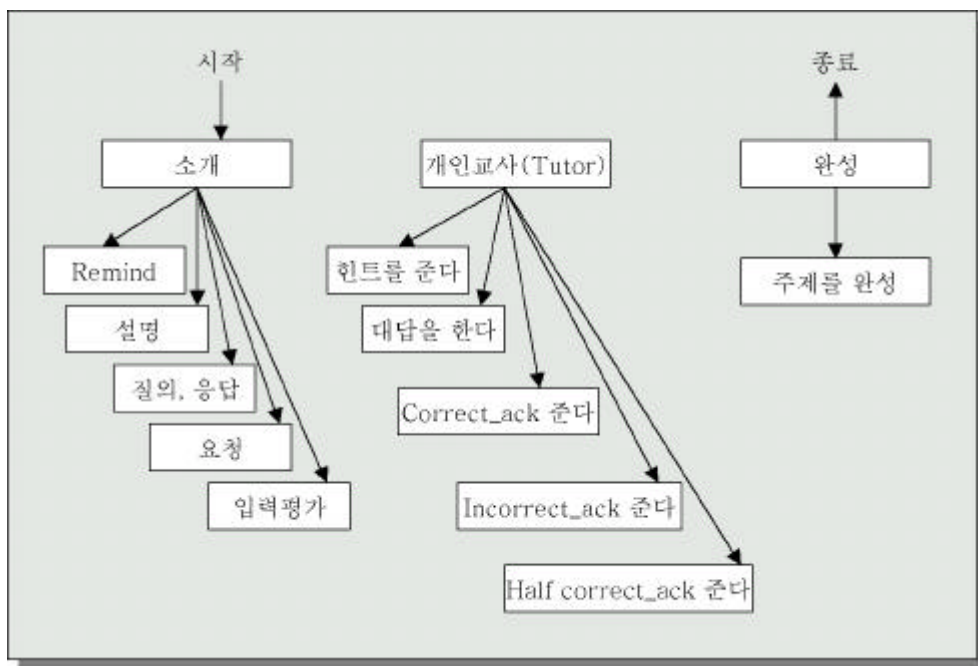 시작
소개
Remind
설명
질의, 응답
요청
입력평가
개인교사(Tutor)
힌트를 준다
대답을 한다
Correct_ack 준다
Incorrect_ack 준다
Half correct_ack 준다
종료
완성
주제를 완성